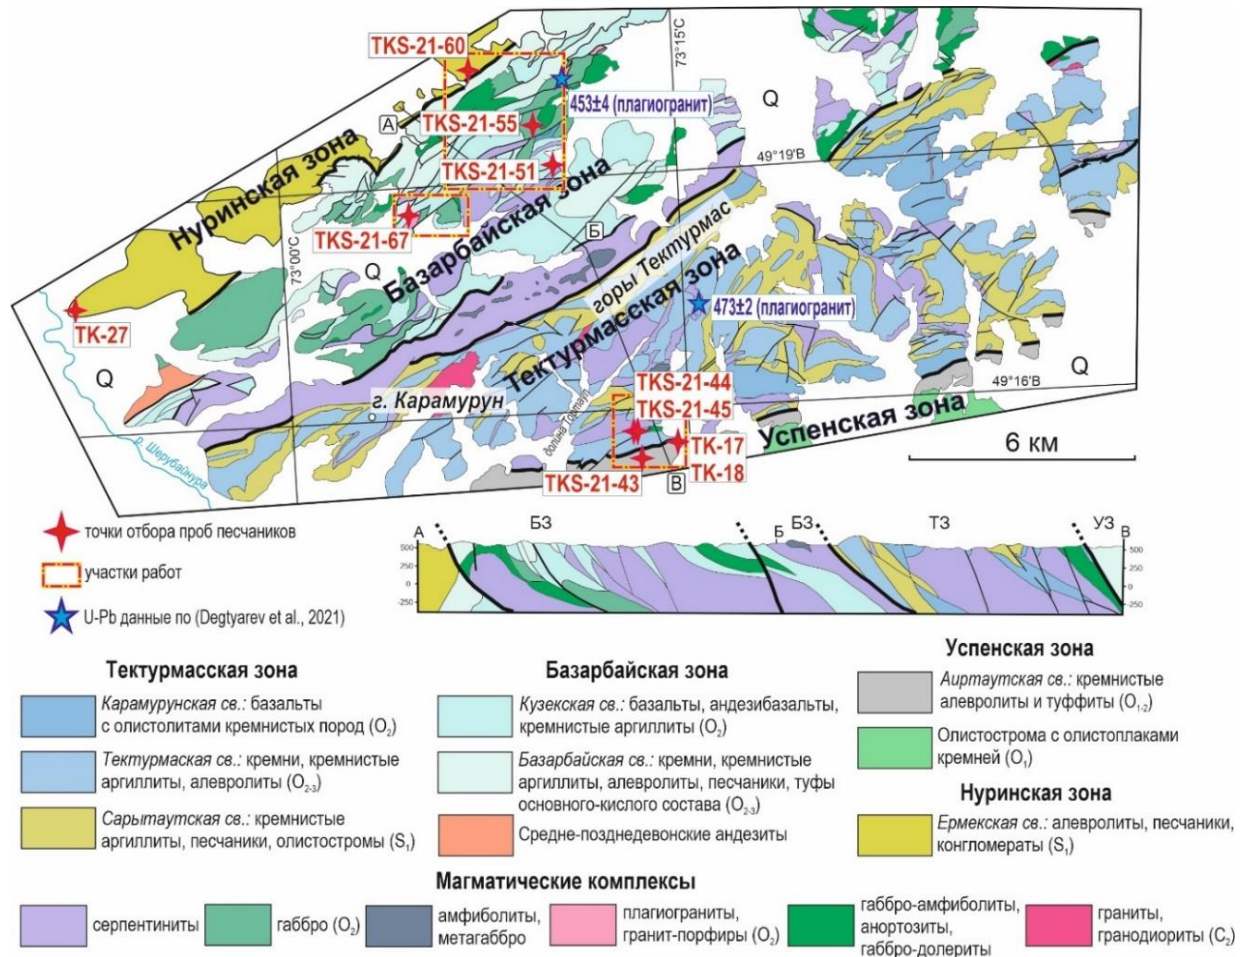 TKS-21-60
73°15'С
Q
А
453±4 (плагиогранит)
TKS-21-55
49°19'В
TKS-21-51
Нуринская зона
Базарбайская зона
TKS-21-67
73°00'С
Q
Б
горы Тектурмас
Тектурмасская зона
473±2 (плагиогранит)
TK-27
Q
Q
49°16'В
г. Карамурун
TKS-21-44
TKS-21-45
Успенская зона
долина Тортаул
TK-17
TK-18
6 км
р. Шерубайнура
TKS-21-43
В
точки отбора проб песчаников
участки работ
U-Pb данные по (Degtyarev et al., 2021)
А БЗ Б БЗ ТЗ УЗ В
500 500
250 250
0 0
-250 -250
Тектурмасская зона
Карамурунская св.: базальты
с олистолитами кремнистых пород (O₂)
Тектурмаская св.: кремни, кремнистые
аргиллиты, алевролиты (O₂₋₃)
Сарытаутская св.: кремнистые
аргиллиты, песчаники, олистостромы (S₁)
Базарбайская зона
Кузекская св.: базальты, андезибазальты,
кремнистые аргиллиты (O₂)
Базарбайская св.: кремни, кремнистые
аргиллиты, алевролиты, песчаники, туфы
основного-кислого состава (O₂₋₃)
Средне-позднедевонские андезиты
Успенская зона
Аиртаутская св.: кремнистые
алевролиты и туффиты (O₁₋₂)
Олистострома с олистоплаками
кремней (O₁)
Нуринская зона
Ермекская св.: алевролиты, песчаники,
конгломераты (S₁)
Магматические комплексы
серпентиниты
габбро (O₂)
амфиболиты,
метагаббро
плагиограниты,
гранит-порфиры (O₂)
габбро-амфиболиты,
анортозиты,
габбро-долериты
граниты,
гранодиориты (C₂)